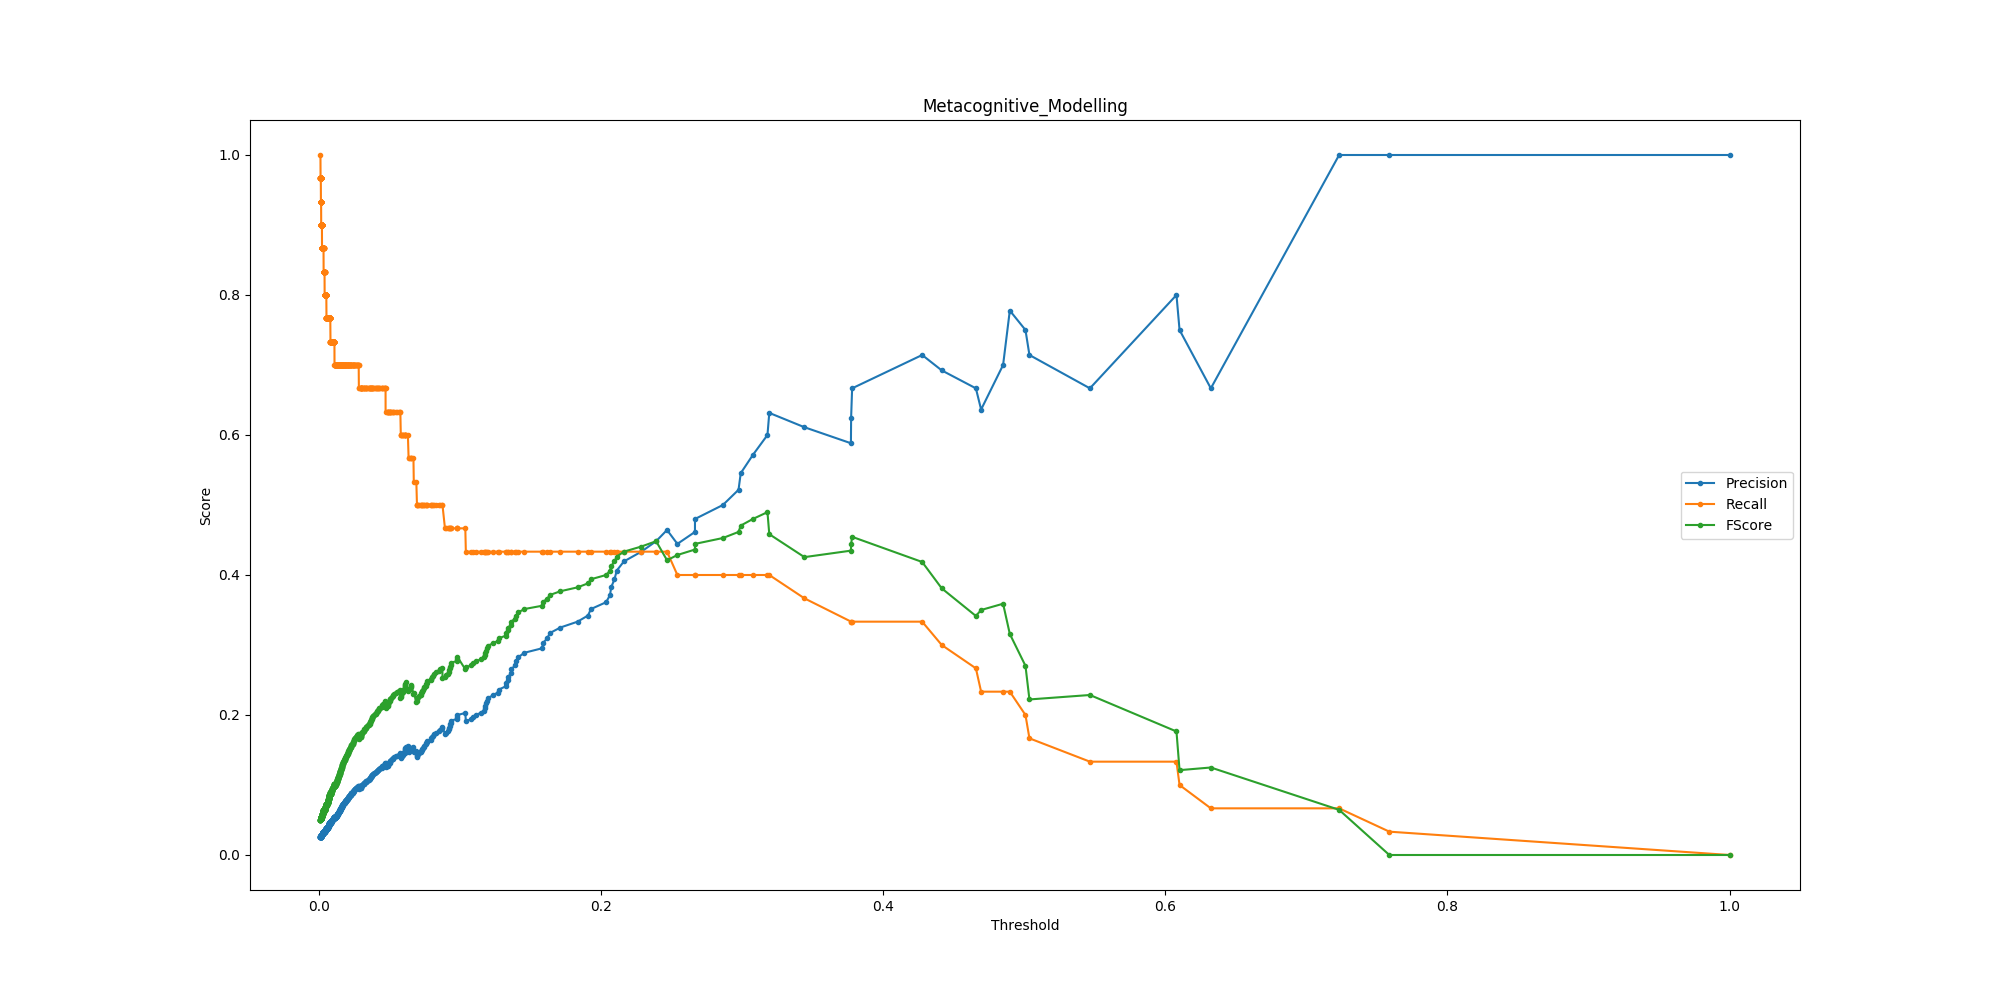 Metacognitive_Modelling
1.0
0.8
0.6
0.4
0.2
0.0
Score
Precision
Recall
FScore
0.0 0.2 0.4 0.6 0.8 1.0
Threshold